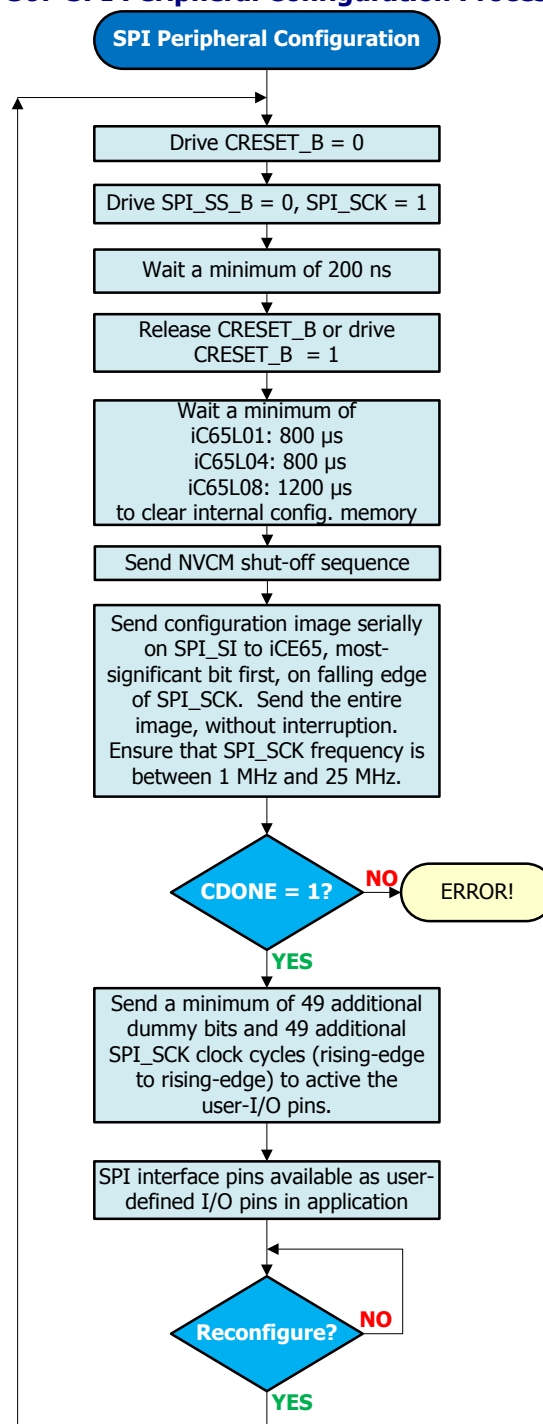 SPI Peripheral Configuration
Drive CRESET_B = 0
Drive SPI_SS_B = 0, SPI_SCK = 1
Wait a minimum of 200 ns
Release CRESET_B or drive
CRESET_B  = 1
Wait a minimum of
iC65L01: 800 µs
iC65L04: 800 µs
iC65L08: 1200 µs
to clear internal config. memory
Send NVCM shut-off sequence
Send configuration image serially
on SPI_SI to iCE65, most-
significant bit first, on falling edge
of SPI_SCK.  Send the entire
image, without interruption.
Ensure that SPI_SCK frequency is
between 1 MHz and 25 MHz.
CDONE = 1?
NO
ERROR!
YES
Send a minimum of 49 additional
dummy bits and 49 additional
SPI_SCK clock cycles (rising-edge
to rising-edge) to active the
user-I/O pins.
SPI interface pins available as user-
defined I/O pins in application
Reconfigure?
NO
YES